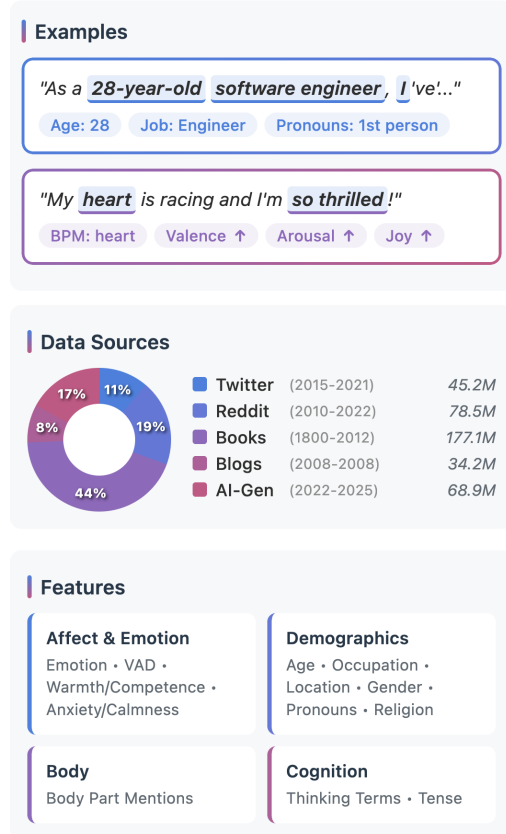 Examples
"As a 28-year-old software engineer, I've'..."
Age: 28 Job: Engineer Pronouns: 1st person
"My heart is racing and I'm so thrilled!"
BPM: heart Valence ↑ Arousal ↑ Joy ↑
Data Sources
17% 11%
8% 19%
44%
Twitter (2015-2021) 45.2M
Reddit (2010-2022) 78.5M
Books (1800-2012) 177.1M
Blogs (2008-2008) 34.2M
AI-Gen (2022-2025) 68.9M
Features
Affect & Emotion
Emotion • VAD •
Warmth/Competence •
Anxiety/Calmness
Demographics
Age • Occupation •
Location • Gender •
Pronouns • Religion
Body
Body Part Mentions
Cognition
Thinking Terms • Tense